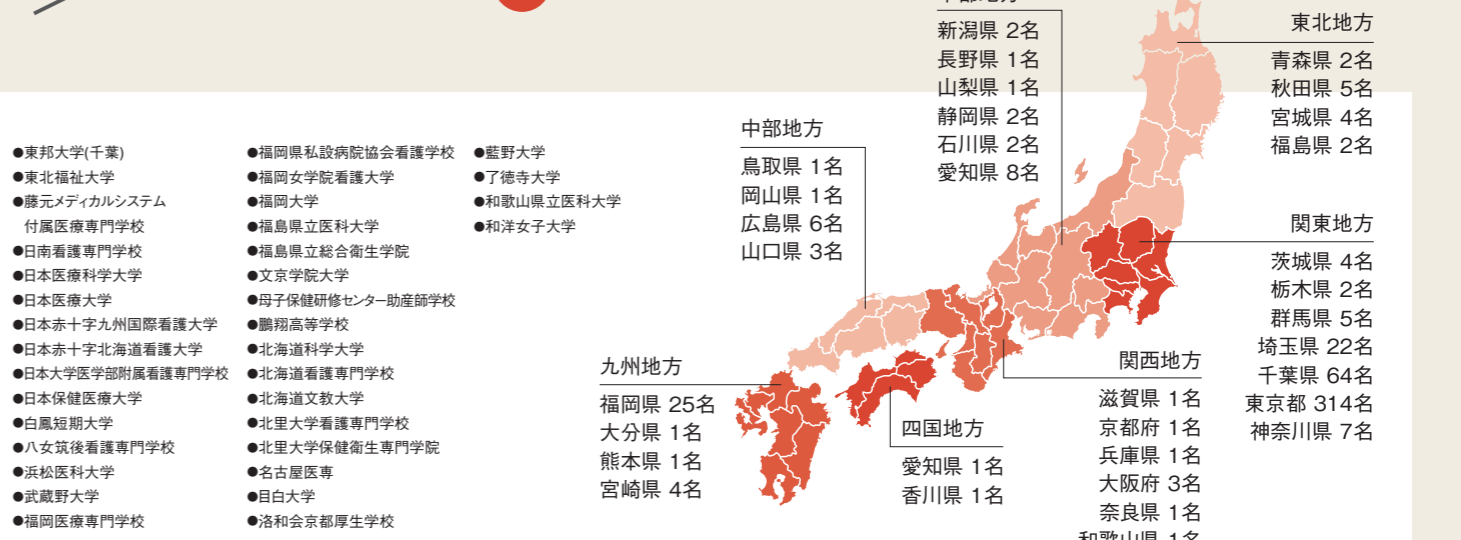 ●東邦大学(千葉)
●東北福祉大学
●藤元メディカルシステム
付属医療専門学校
●日南看護専門学校
●日本医療科学大学
●日本医療大学
●日本赤十字九州国際看護大学
●日本赤十字北海道看護大学
●日本大学医学部附属看護専門学校
●日本保健医療大学
●白鳳短期大学
●八女筑後看護専門学校
●浜松医科大学
●武蔵野大学
●福岡医療専門学校
●福岡県私設病院協会看護学校
●福岡女学院看護大学
●福岡大学
●福島県立医科大学
●福島県立総合衛生学院
●文京学院大学
●母子保健研修センター助産師学校
●鵬翔高等学校
●北海道科学大学
●北海道看護専門学校
●北海道文教大学
●北里大学看護専門学校
●北里大学保健衛生専門学院
●名古屋医専
●目白大学
●洛和会京都厚生学校
●藍野大学
●了德寺大学
●和歌山県立医科大学
●和洋女子大学
新潟県 2名
長野県 1名
山梨県 1名
静岡県 2名
石川県 2名
愛知県 8名
東北地方
青森県 2名
秋田県 5名
宮城県 4名
福島県 2名
中部地方
鳥取県 1名
岡山県 1名
広島県 6名
山口県 3名
関東地方
茨城県 4名
栃木県 2名
群馬県 5名
埼玉県 22名
千葉県 64名
東京都 314名
神奈川県 7名
九州地方
福岡県 25名
大分県 1名
熊本県 1名
宮崎県 4名
四国地方
愛知県 1名
香川県 1名
関西地方
滋賀県 1名
京都府 1名
兵庫県 1名
大阪府 3名
奈良県 1名
和歌山県 1名